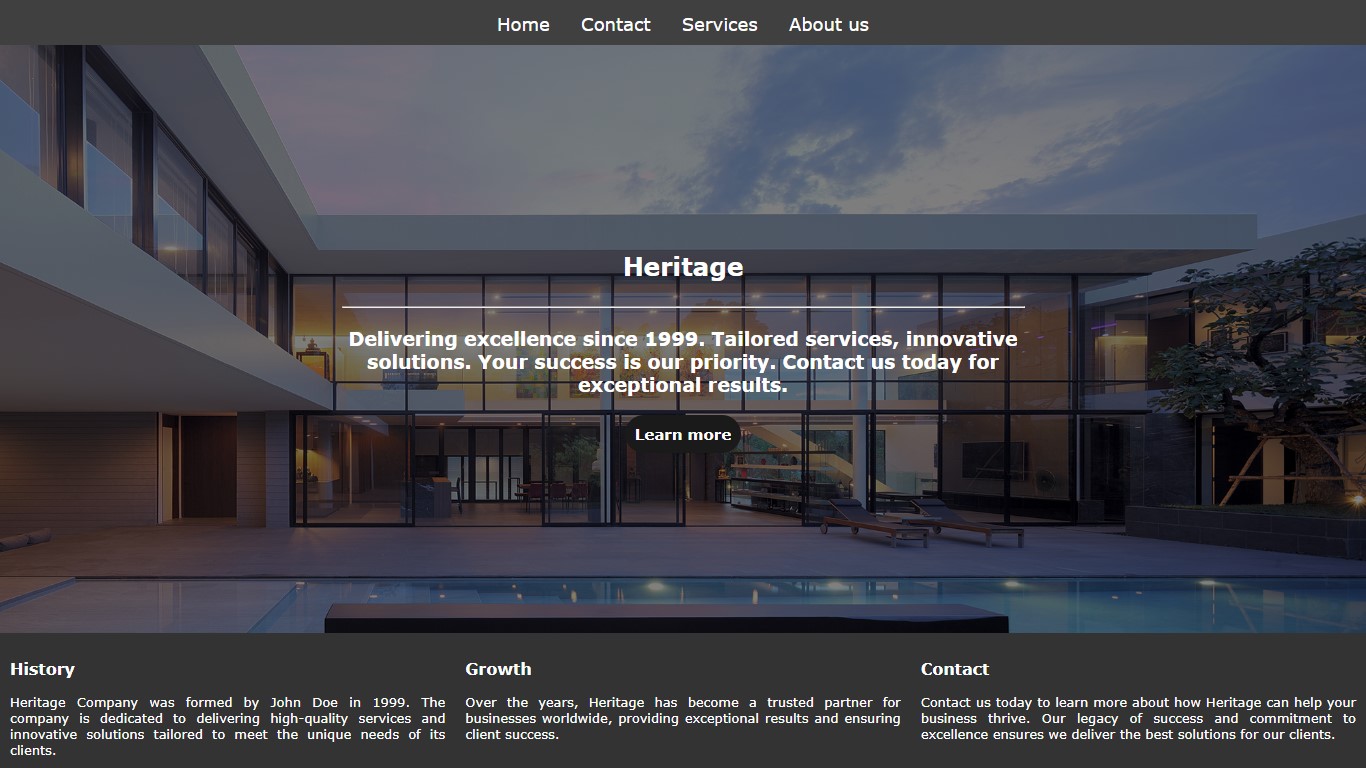 Home Contact Services About us
Heritage
Delivering excellence since 1999. Tailored services, innovative
solutions. Your success is our priority. Contact us today for
exceptional results.
Learn more
History
Heritage Company was formed by John Doe in 1999. The
company is dedicated to delivering high-quality services and
innovative solutions tailored to meet the unique needs of its
clients.
Growth
Over the years, Heritage has become a trusted partner for
businesses worldwide, providing exceptional results and ensuring
client success.
Contact
Contact us today to learn more about how Heritage can help your
business thrive. Our legacy of success and commitment to
excellence ensures we deliver the best solutions for our clients.